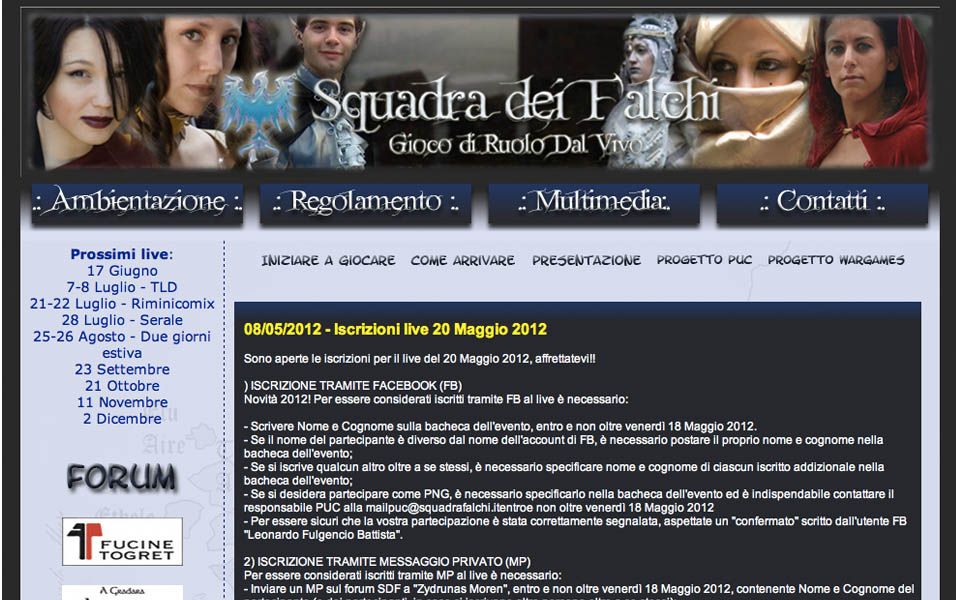 Squadra dei Falchi
Gioco di Ruolo Dal Vivo
.: Ambientazione :.
.: Regolamento :.
.: Multimedia:.
.: Contatti :.
Prossimi live:
17 Giugno
7-8 Luglio - TLD
21-22 Luglio - Riminicomix
28 Luglio - Serale
25-26 Agosto - Due giorni
estiva
23 Settembre
21 Ottobre
11 Novembre
2 Dicembre
FORUM
FUCINE
TOGRET
A Gradara
INIZIARE A GIOCARE
COME ARRIVARE
PRESENTAZIONE
PROGETTO PUC
PROGETTO WARGAMES
08/05/2012 - Iscrizioni live 20 Maggio 2012
Sono aperte le iscrizioni per il live del 20 Maggio 2012, affrettatevi!!
) ISCRIZIONE TRAMITE FACEBOOK (FB)
Novità 2012! Per essere considerati iscritti tramite FB al live è necessario:
- Scrivere Nome e Cognome sulla bacheca dell'evento, entro e non oltre venerdì 18 Maggio 2012.
- Se il nome del partecipante è diverso dal nome dell'account di FB, è necessario postare il proprio nome e cognome nella
bacheca dell'evento;
- Se si iscrive qualcun altro oltre a se stessi, è necessario specificare nome e cognome di ciascun iscritto addizionale nella
bacheca dell'evento;
- Se si desidera partecipare come PNG, è necessario specificarlo nella bacheca dell'evento ed è indispendabile contattare il
responsabile PUC alla mailpuc@squadrafalchi.itentroe non oltre venerdì 18 Maggio 2012
- Per essere sicuri che la vostra partecipazione è stata correttamente segnalata, aspettate un "confermato" scritto dall'utente FB
"Leonardo Fulgencio Battista".
2) ISCRIZIONE TRAMITE MESSAGGIO PRIVATO (MP)
Per essere considerati iscritti tramite MP al live è necessario:
- Inviare un MP sul forum SDF a "Zydrunas Moren", entro e non oltre venerdì 18 Maggio 2012, contenente Nome e Cognome del